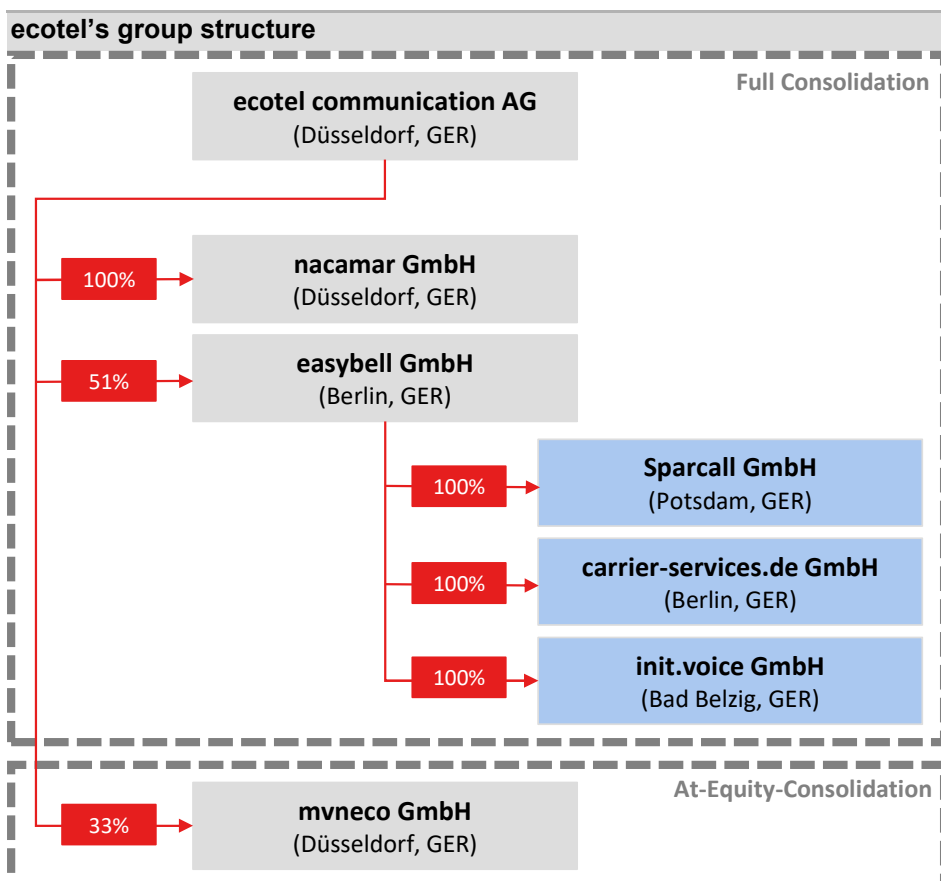 ecotel's group structure
Full Consolidation
ecotel communication AG
(Düsseldorf, GER)
100%
nacamar GmbH
(Düsseldorf, GER)
51%
easybell GmbH
(Berlin, GER)
100%
Sparcall GmbH
(Potsdam, GER)
100%
carrier-services.de GmbH
(Berlin, GER)
100%
init.voice GmbH
(Bad Belzig, GER)
At-Equity-Consolidation
33%
mvneco GmbH
(Düsseldorf, GER)